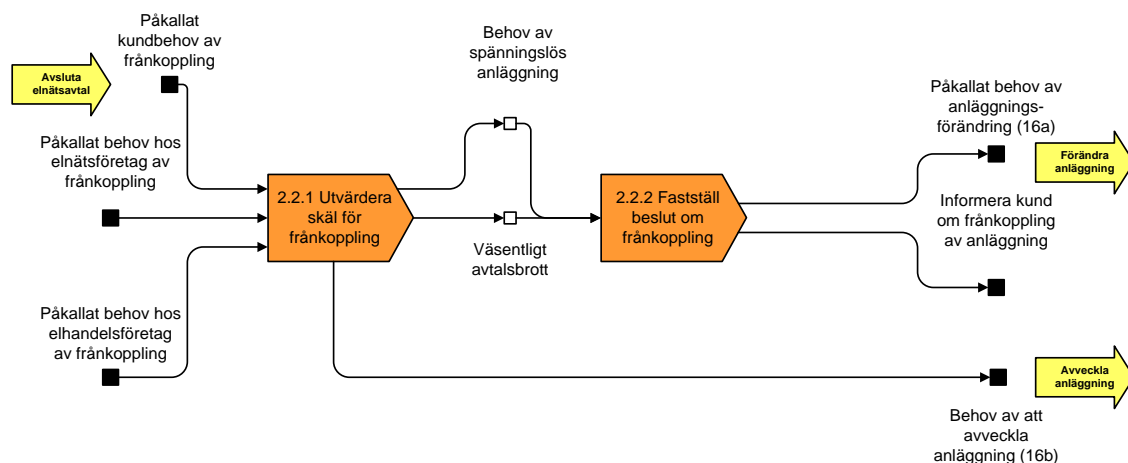 Påkallat
kundbehov av
frånkoppling
Avsluta
elnätsavtal
Påkallat behov hos
elnätsföretag av
frånkoppling
Påkallat behov hos
elhandelsföretag
av frånkoppling
2.2.1 Utvärdera
skäl för
frånkoppling
Behov av
spänningslös
anläggning
Väsentligt
avtalsbrott
2.2.2 Fastställ
beslut om
frånkoppling
Påkallat behov av
anläggnings-
förändring (16a)
Förändra
anläggning
Informera kund
om frånkoppling
av anläggning
Avveckla
anläggning
Behov av att
avveckla
anläggning (16b)